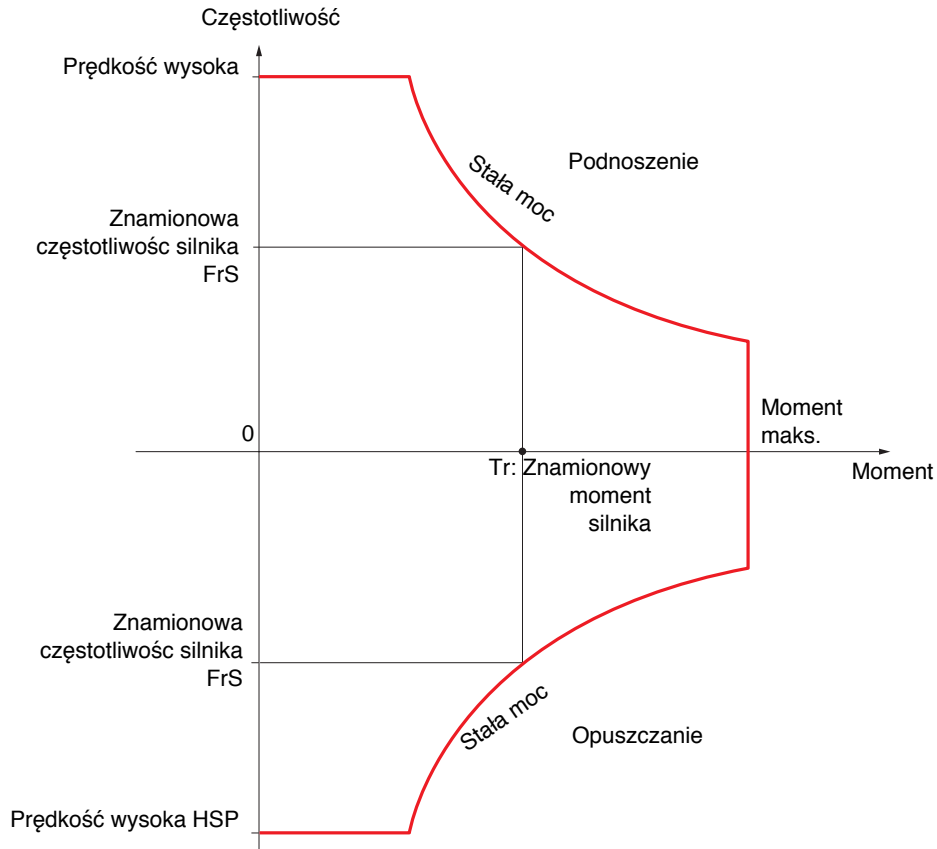 Częstotliwość
Prędkość wysoka
Stała moc
Podnoszenie
Znamionowa
częstotliwośc silnika
FrS
0
Moment
maks.
Tr: Znamionowy
moment
silnika
Moment
Znamionowa
częstotliwośc silnika
FrS
Stała moc
Opuszczanie
Prędkość wysoka HSP